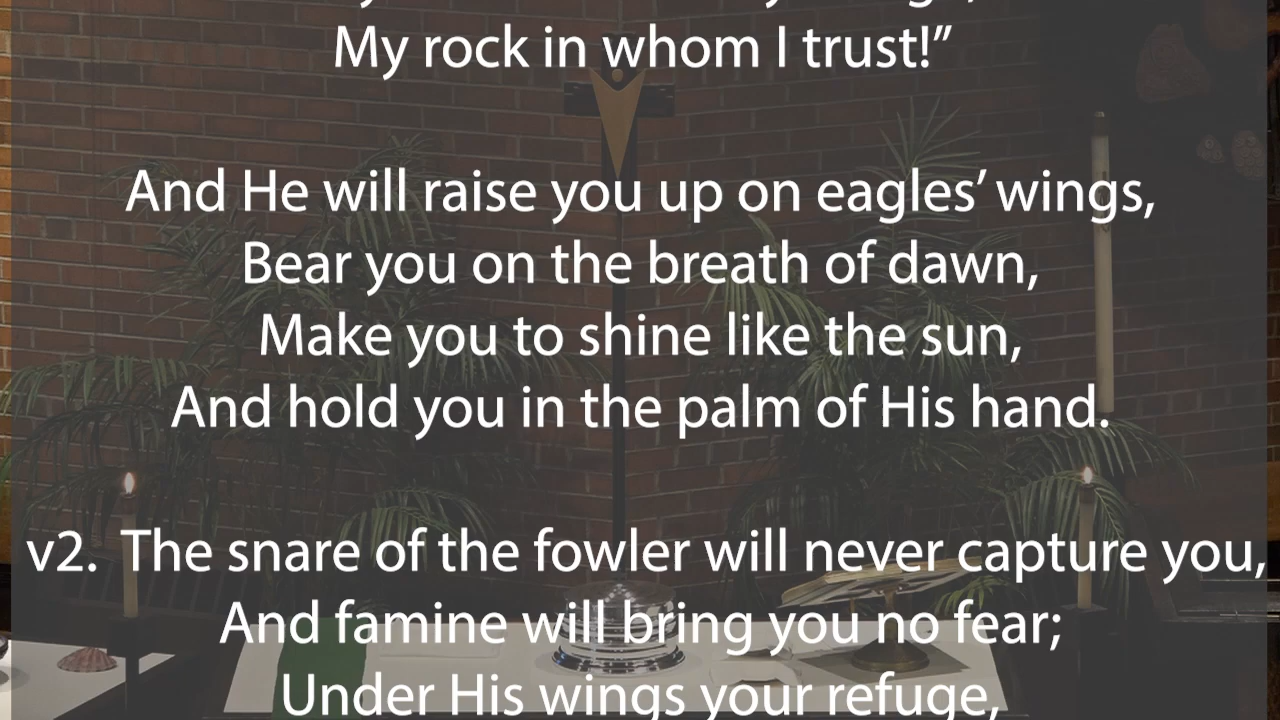 My rock in whom I trust!”
And He will raise you up on eagles’ wings,
Bear you on the breath of dawn,
Make you to shine like the sun,
And hold you in the palm of His hand.
v2. The snare of the fowler will never capture you,
And famine will bring you no fear;
Under His wings your refuge,